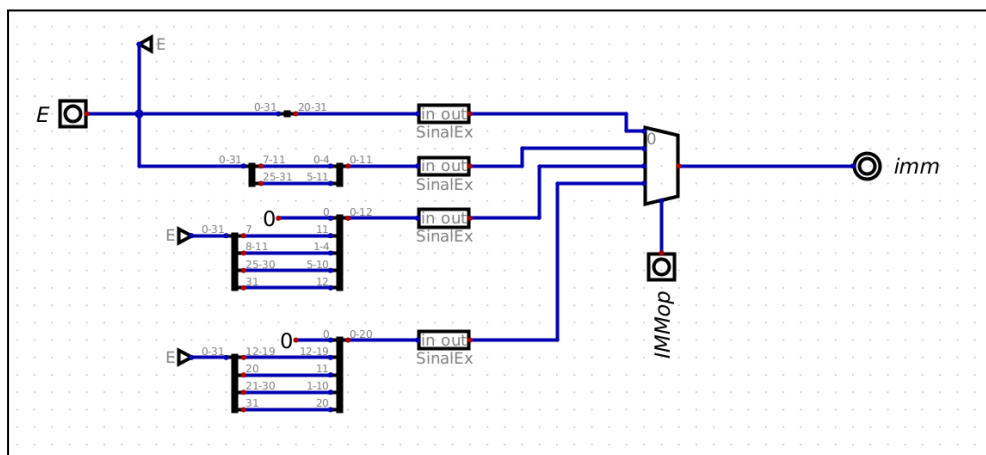 E
E
0-31 20-31
in out
SinalEx
0
0-31 7-11 0-4 0-11
25-31 5-11
in out
SinalEx
imm
0 0 0-12
in out
SinalEx
E 0-31 7 11
8-11 1-4
25-30 5-10
31 12
IMMop
0 0 0-20
in out
SinalEx
E 0-31 12-19 12-19
20 11
21-30 1-10
31 20